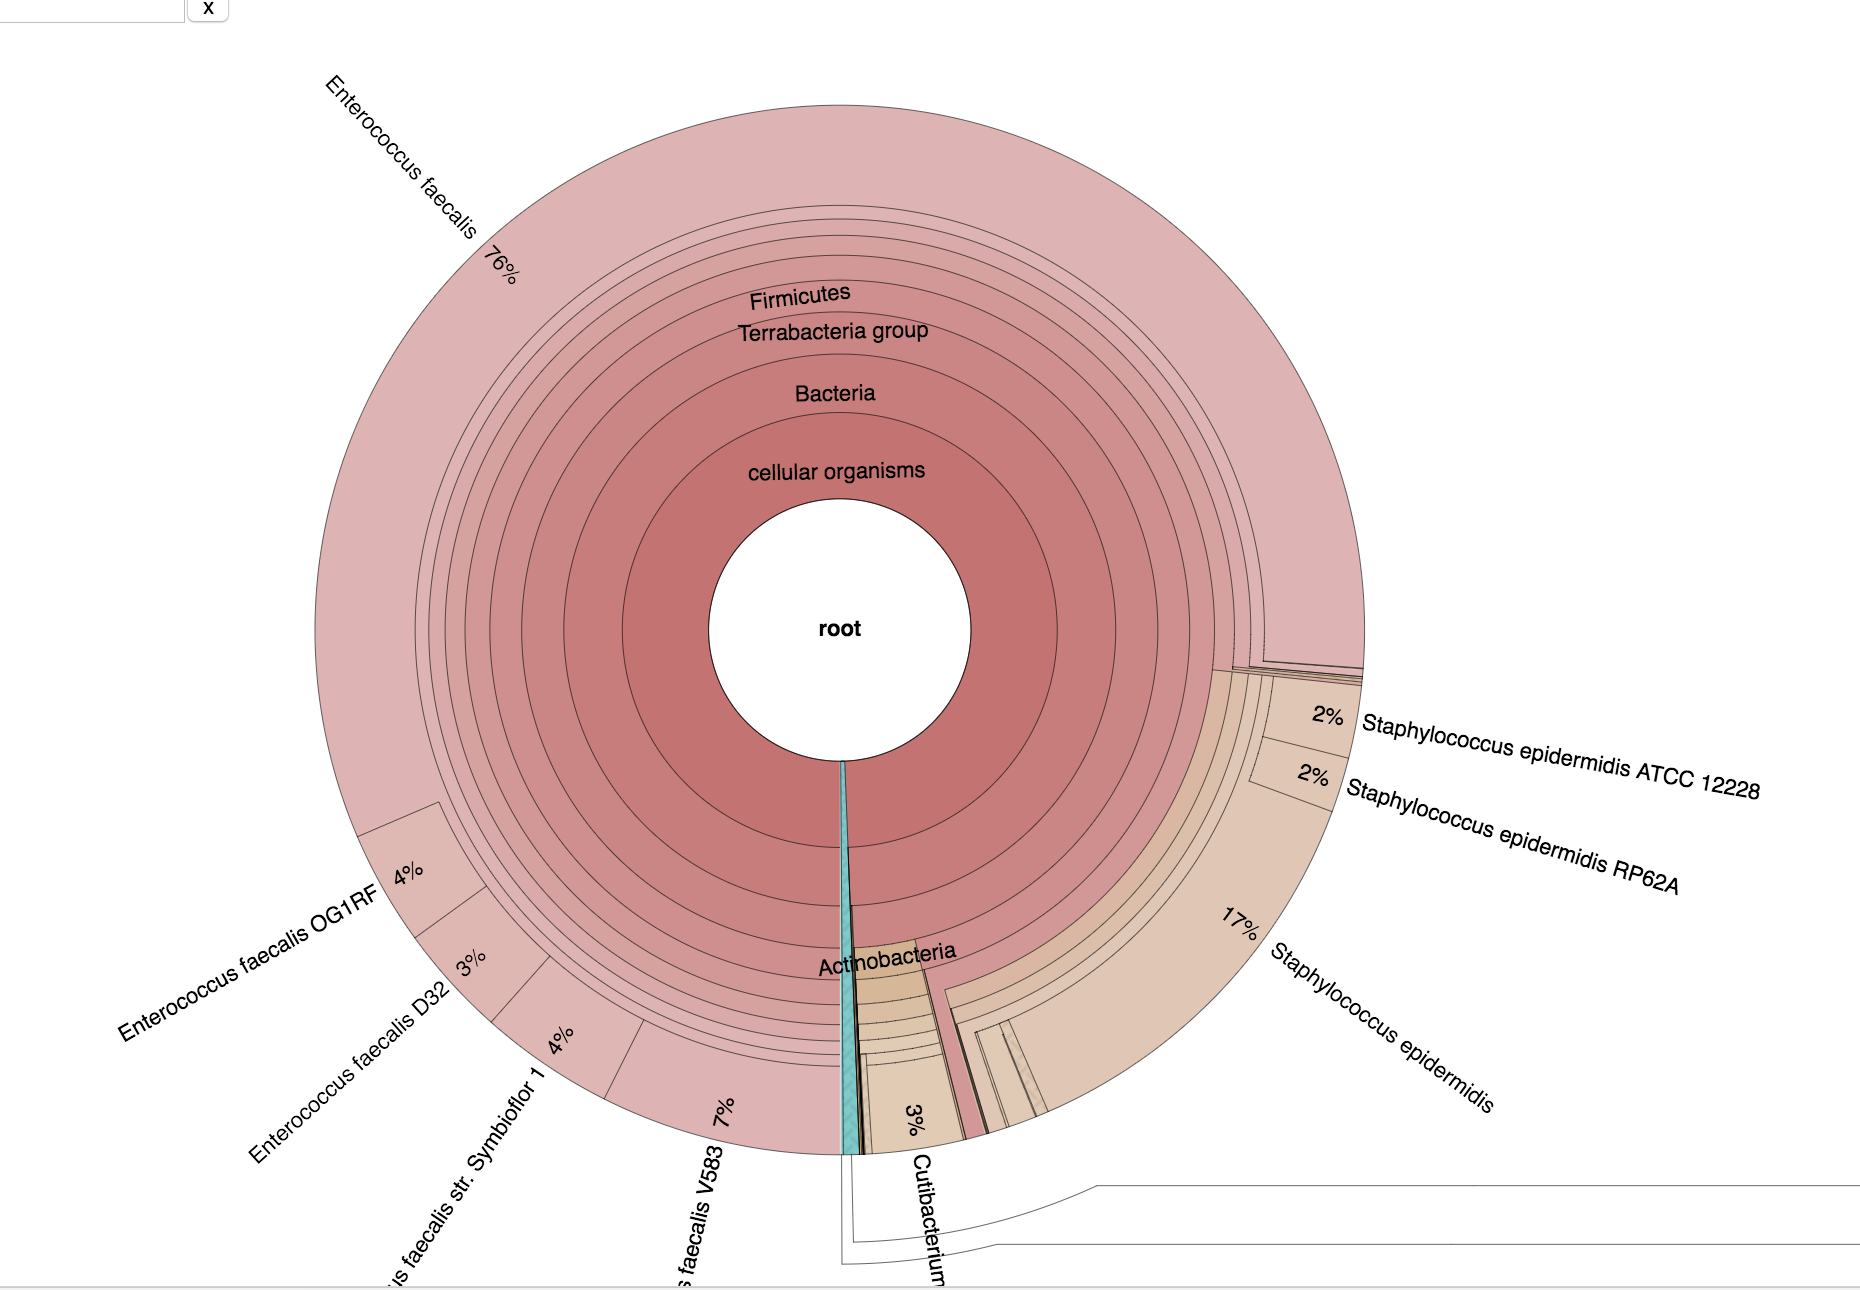 x
Enterococcus faecalis
76%
Firmicutes
Terrabacteria group
Bacteria
cellular organisms
root
2%
Staphylococcus epidermidis ATCC 12228
2%
Staphylococcus epidermidis RP62A
17%
Staphylococcus epidermidis
Actinobacteria
4%
Enterococcus faecalis OG1RF
3%
Enterococcus faecalis D32
4%
us faecalis str. Symbioflor 1
7%
s faecalis V583
3%
Cutibacterium